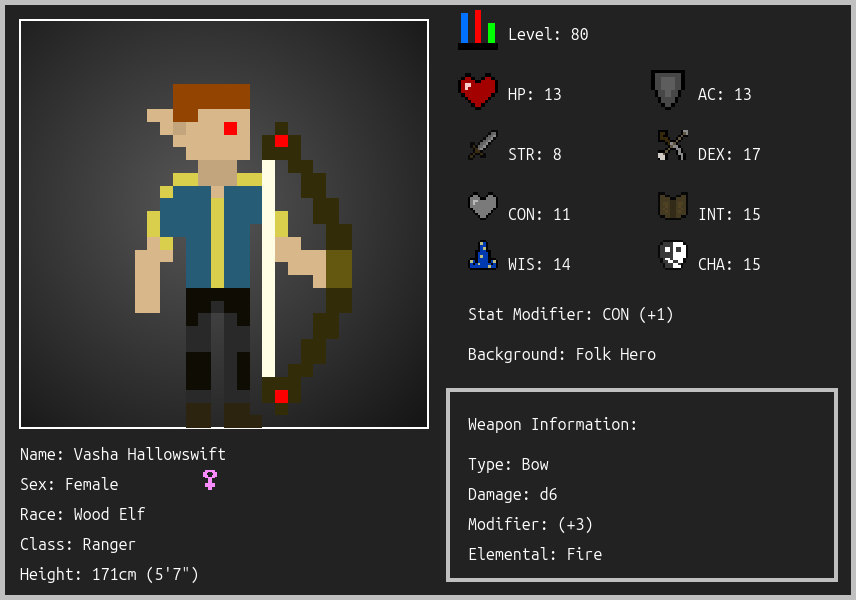 Level: 80
HP: 13
AC: 13
STR: 8
DEX: 17
CON: 11
INT: 15
WIS: 14
CHA: 15
Stat Modifier: CON (+1)
Background: Folk Hero
Weapon Information:
Type: Bow
Damage: d6
Modifier: (+3)
Elemental: Fire
Name: Vasha Hallowswift
Sex: Female
Race: Wood Elf
Class: Ranger
Height: 171cm (5'7")